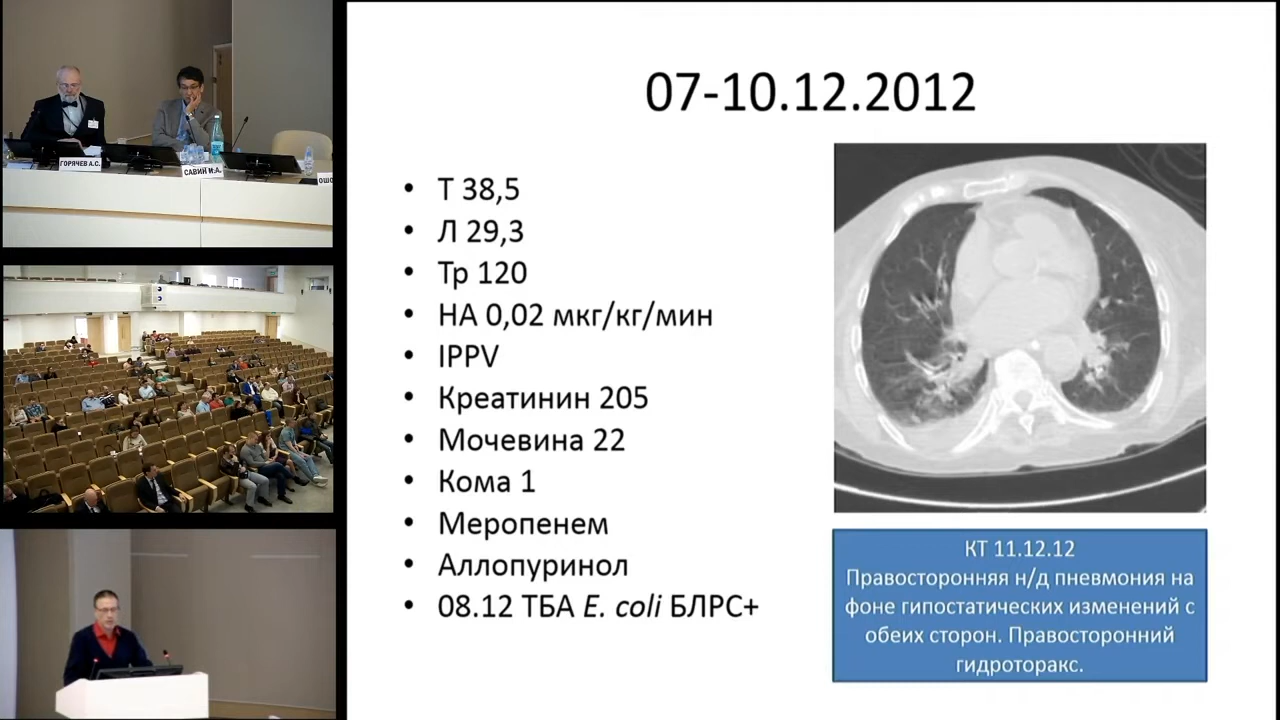 ГОРЯЧЕВ А.С.
САВИН И.А.
ОШО
07-10.12.2012
• Т 38,5
• Л 29,3
• Тр 120
• НА 0,02 мкг/кг/мин
• IPPV
• Креатинин 205
• Мочевина 22
• Кома 1
• Меропенем
• Аллопуринол
• 08.12 ТБА E. coli БЛРС+
КТ 11.12.12
Правосторонняя н/д пневмония на
фоне гипостатических изменений с
обеих сторон. Правосторонний
гидроторакс.